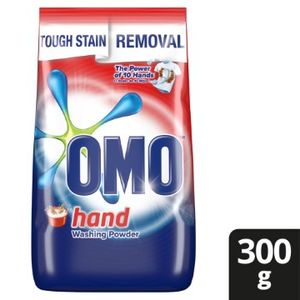 TOUGH STAIN REMOVAL
The Power
of 10 Hands
OMO
hand
Washing Powder
300
g